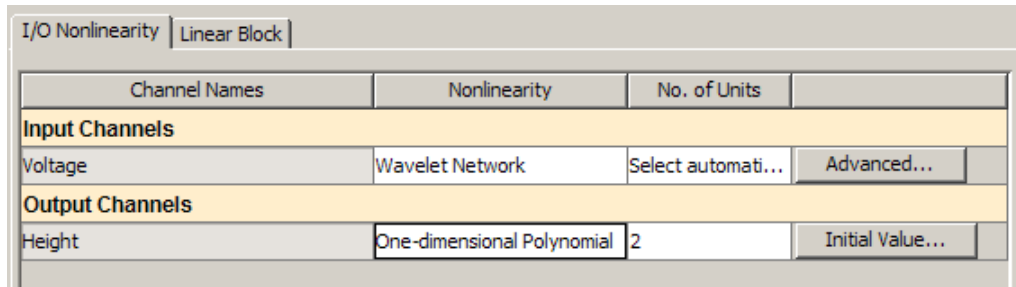 I/O Nonlinearity Linear Block
Channel Names Nonlinearity No. of Units
Input Channels
Voltage Wavelet Network Select automati... Advanced...
Output Channels
Height One-dimensional Polynomial 2 Initial Value...